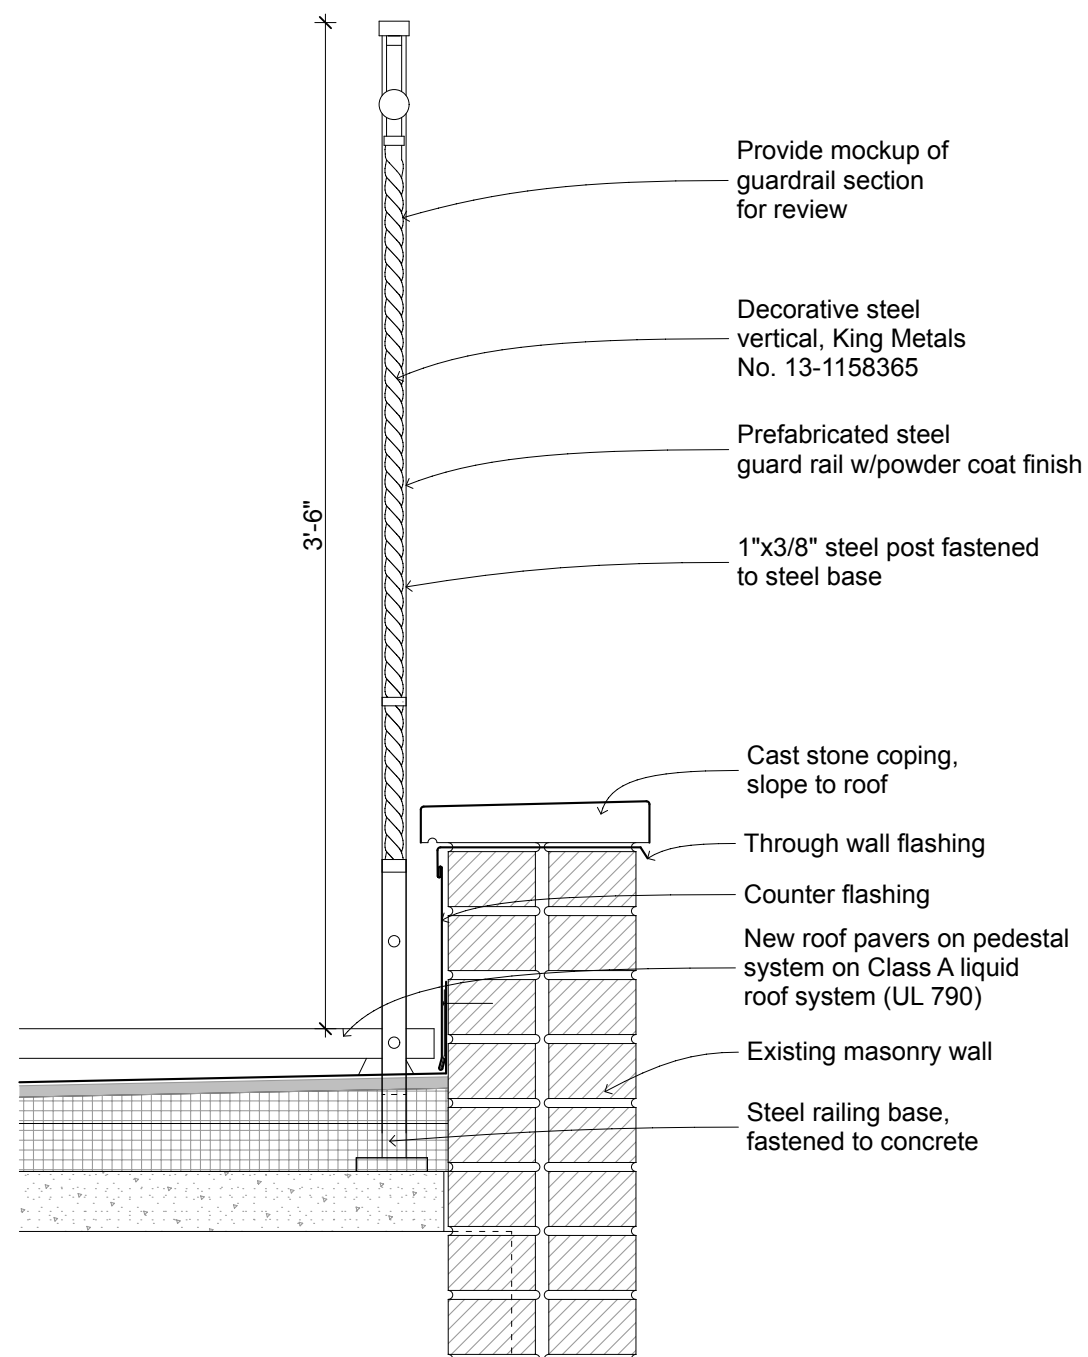 Provide mockup of
guardrail section
for review
Decorative steel
vertical, King Metals
No. 13-1158365
Prefabricated steel
guard rail w/powder coat finish
3'-6"
1"x3/8" steel post fastened
to steel base
Cast stone coping,
slope to roof
Through wall flashing
Counter flashing
New roof pavers on pedestal
system on Class A liquid
roof system (UL 790)
Existing masonry wall
Steel railing base,
fastened to concrete